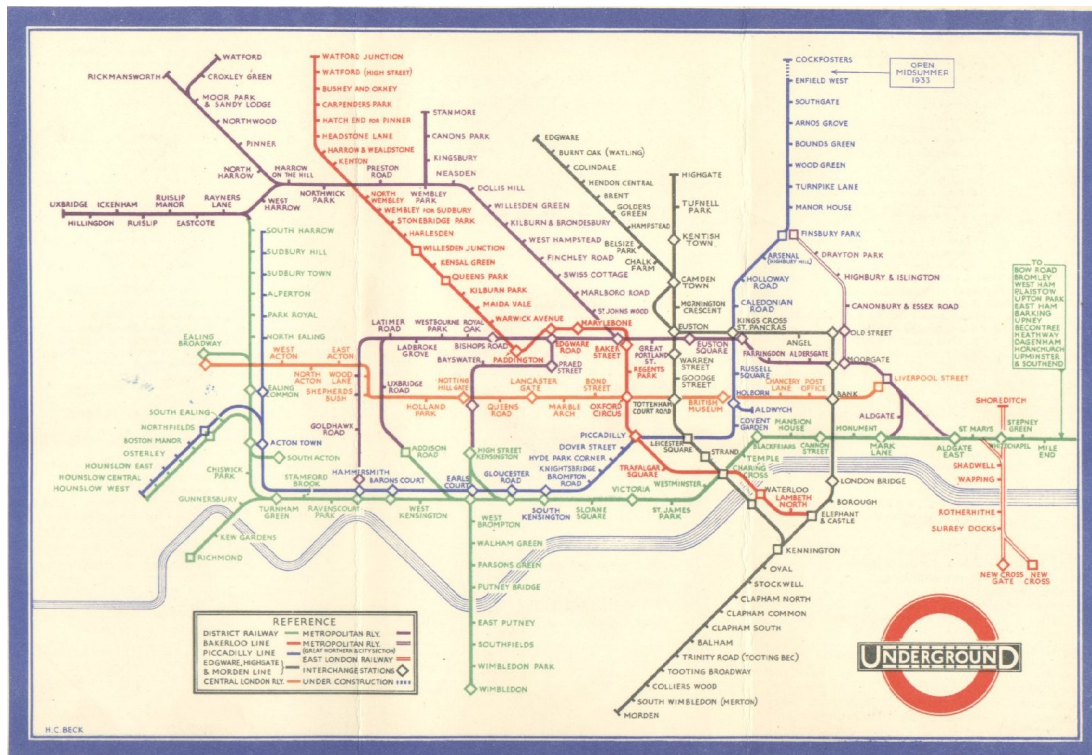 WATFORD
RICKMANSWORTH
CROXLEY GREEN
MOOR PARK
& SANDY LODGE
NORTHWOOD
PINNER
NORTH
HARROW
HARROW
ON THE HILL
NORTHWICK
PARK
PRESTON
ROAD
WEMBLEY
PARK
STANMORE
CANONS PARK
KINGSBURY
NEASDEN
DOLLIS HILL
WILLESDEN GREEN
KILBURN & BRONDESBURY
WEST HAMPSTEAD
FINCHLEY ROAD
SWISS COTTAGE
MARLBORO ROAD
ST. JOHNS WOOD
UXBRIDGE
HILLINGDON
ICKENHAM
RUISLIP
RUISLIP
MANOR
EASTCOTE
RAYNERS
LANE
WEST
HARROW
WATFORD JUNCTION
WATFORD (HIGH STREET)
BUSHEY AND OXHEY
CARPENDERS PARK
HATCH END FOR PINNER
HEADSTONE LANE
HARROW & WEALDSTONE
KENTON
NORTH
WEMBLEY
WEMBLEY FOR SUDBURY
STONEBRIDGE PARK
HARLESDEN
WILLESDEN JUNCTION
KENSAL GREEN
QUEENS PARK
KILBURN PARK
MAIDA VALE
WARWICK AVENUE
PADDINGTON
EDGWARE
ROAD
MARYLEBONE
BAKER
STREET
REGENTS
PARK
OXFORD
CIRCUS
PICCADILLY
TRAFALGAR
SQUARE
WATERLOO
LAMBETH
NORTH
ELEPHANT
& CASTLE
EDGWARE
BURNT OAK (WATLING)
COLINDALE
HENDON CENTRAL
BRENT
GOLDERS
GREEN
HAMPSTEAD
BELSIZE
PARK
CHALK
FARM
HIGHGATE
TUFNELL
PARK
KENTISH
TOWN
CAMDEN
TOWN
MORNINGTON
CRESCENT
EUSTON
WARREN
STREET
GOODGE
STREET
TOTTENHAM
COURT ROAD
LEICESTER
SQUARE
STRAND
CHARING
CROSS
KINGS CROSS
ST. PANCRAS
ANGEL
OLD STREET
MOORGATE
BANK
LONDON BRIDGE
BOROUGH
KENNINGTON
OVAL
STOCKWELL
CLAPHAM NORTH
CLAPHAM COMMON
CLAPHAM SOUTH
BALHAM
TRINITY ROAD (TOOTING BEC)
TOOTING BROADWAY
COLLIERS WOOD
SOUTH WIMBLEDON (MERTON)
MORDEN
COCKFOSTERS
ENFIELD WEST
SOUTHGATE
ARNOS GROVE
BOUNDS GREEN
WOOD GREEN
TURNPIKE LANE
MANOR HOUSE
FINSBURY PARK
OPEN
MIDSUMMER
1933
ARSENAL
(HIGHBURY HILL)
HOLLOWAY
ROAD
CALEDONIAN
ROAD
DRAYTON PARK
HIGHBURY & ISLINGTON
CANONBURY & ESSEX ROAD
RUSSELL
SQUARE
HOLBORN
ALDWYCH
COVENT
GARDEN
DOVER STREET
HYDE PARK CORNER
KNIGHTSBRIDGE
BROMPTON
ROAD
SOUTH
KENSINGTON
GLOUCESTER
ROAD
EARLS
COURT
BARONS COURT
HAMMERSMITH
SOUTH HARROW
SUDBURY HILL
SUDBURY TOWN
ALPERTON
PARK ROYAL
NORTH EALING
EALING
COMMON
EALING
BROADWAY
ACTON TOWN
SOUTH ACTON
SOUTH EALING
NORTHFIELDS
BOSTON MANOR
OSTERLEY
HOUNSLOW EAST
HOUNSLOW CENTRAL
HOUNSLOW WEST
CHISWICK
PARK
GUNNERSBURY
KEW GARDENS
RICHMOND
TURNHAM
GREEN
STAMFORD
BROOK
RAVENSCOURT
PARK
WEST
KENSINGTON
WEST
ACTON
NORTH
ACTON
EAST
ACTON
WOOD
LANE
SHEPHERDS
BUSH
HOLLAND
PARK
NOTTING
HILL GATE
QUEENS
ROAD
LANCASTER
GATE
MARBLE
ARCH
BOND
STREET
BRITISH
MUSEUM
CHANCERY
LANE
POST
OFFICE
LIVERPOOL STREET
LATIMER
ROAD
LADBROKE
GROVE
WESTBOURNE
PARK
ROYAL
OAK
BISHOPS ROAD
UXBRIDGE
ROAD
GOLDHAWK
ROAD
ADDISON
ROAD
BAYSWATER
PRAED
STREET
HIGH STREET
KENSINGTON
GREAT
PORTLAND
ST.
EUSTON
SQUARE
FARRINGDON
ALDERSGATE
ALDGATE
SLOANE
SQUARE
VICTORIA
ST. JAMES
PARK
WESTMINSTER
TEMPLE
BLACKFRIARS
MANSION
HOUSE
CANNON
STREET
MONUMENT
MARK
LANE
ALDGATE
EAST
ST. MARYS
WHITECHAPEL
STEPNEY
GREEN
MILE
END
TO
BOW ROAD
BROMLEY
WEST HAM
PLAISTOW
UPTON PARK
EAST HAM
BARKING
UPNEY
BECONTREE
HEATHWAY
DAGENHAM
HORNCHURCH
UPMINSTER
& SOUTHEND
SHOREDITCH
SHADWELL
WAPPING
ROTHERHITHE
SURREY DOCKS
NEW CROSS
GATE
NEW
CROSS
WEST
BROMPTON
WALHAM GREEN
PARSONS GREEN
PUTNEY BRIDGE
EAST PUTNEY
SOUTHFIELDS
WIMBLEDON PARK
WIMBLEDON
REFERENCE
DISTRICT RAILWAY
BAKERLOO LINE
PICCADILLY LINE
EDGWARE, HIGHGATE
& MORDEN LINE
CENTRAL LONDON RLY.
METROPOLITAN RLY.
METROPOLITAN RLY.
(GREAT NORTHERN & CITY SECTION)
EAST LONDON RAILWAY
INTERCHANGE STATIONS
UNDER CONSTRUCTION
UNDERGROUND
H.C. BECK